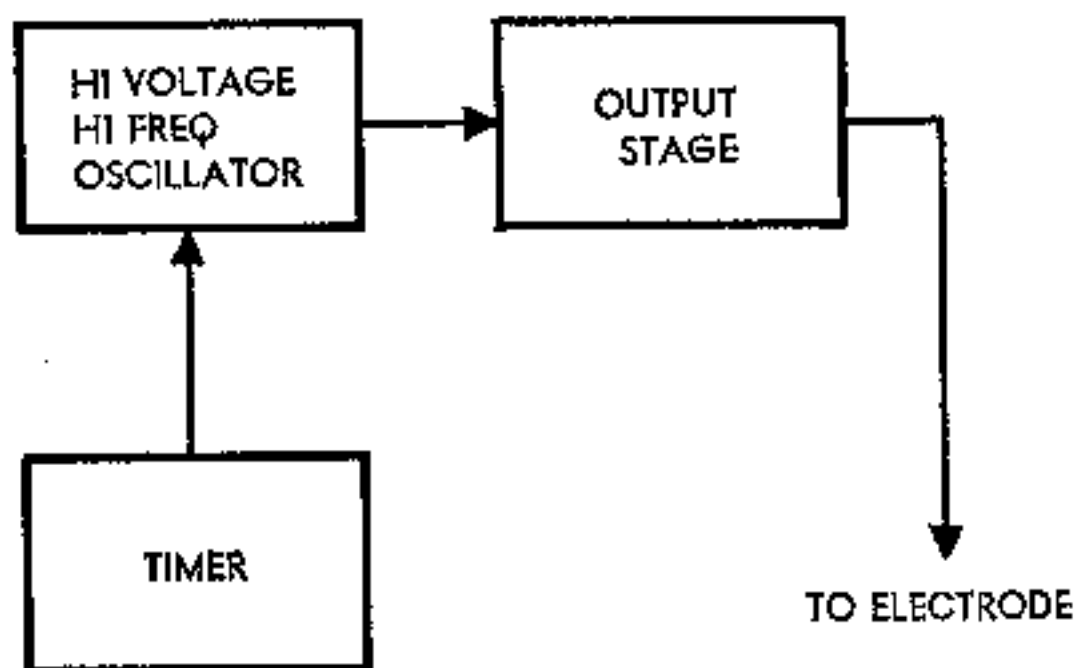 HI VOLTAGE
HI FREQ
OSCILLATOR
OUTPUT
STAGE
TIMER
TO ELECTRODE